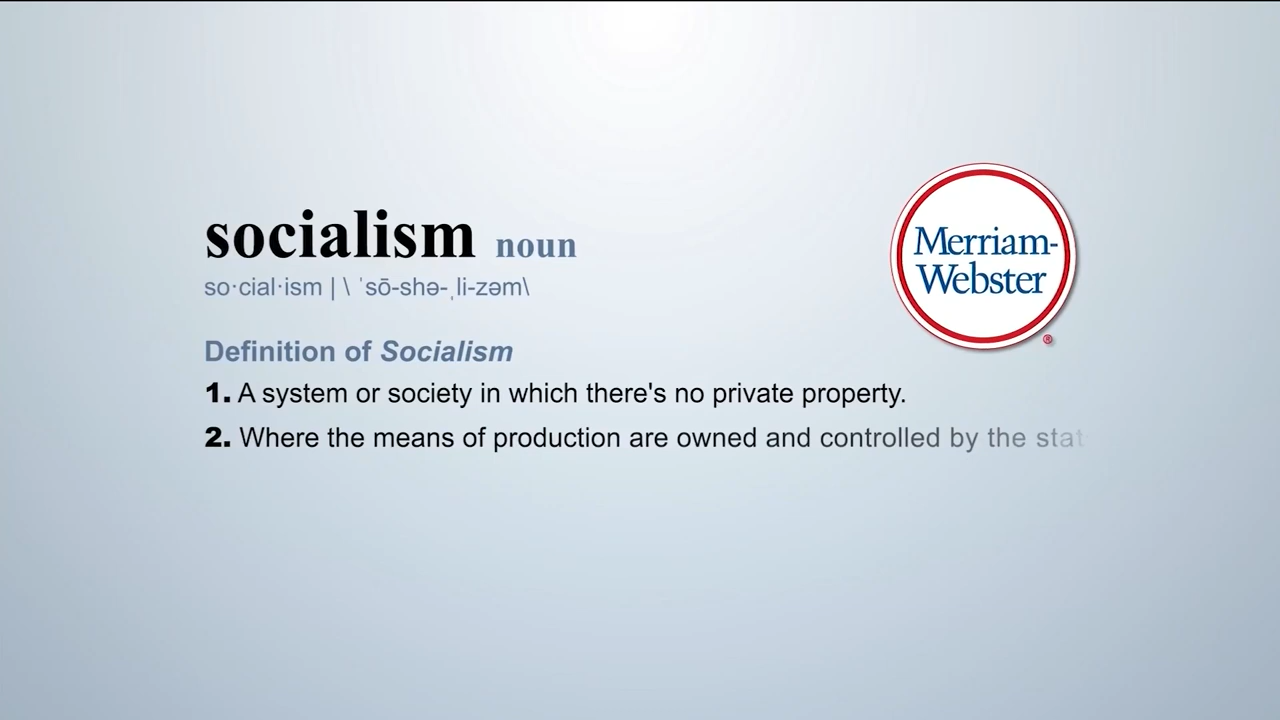 socialism noun
so·cial·ism | \ ˈsō-shə-ˌli-zəm\
Merriam-
Webster
®
Definition of Socialism
1. A system or society in which there's no private property.
2. Where the means of production are owned and controlled by the stat